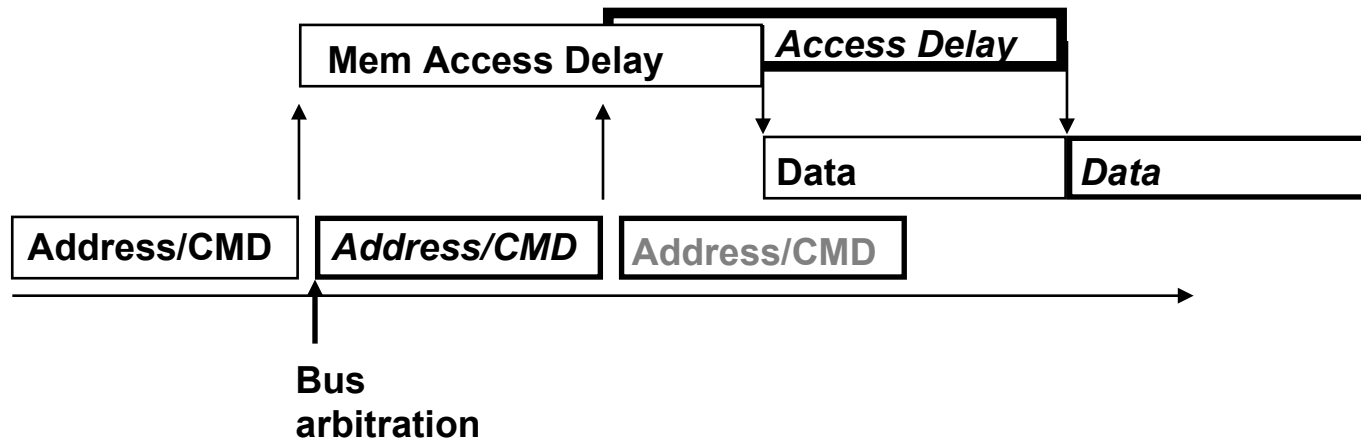 Access Delay
Mem Access Delay
Data Data
Address/CMD Address/CMD Address/CMD
Bus
arbitration